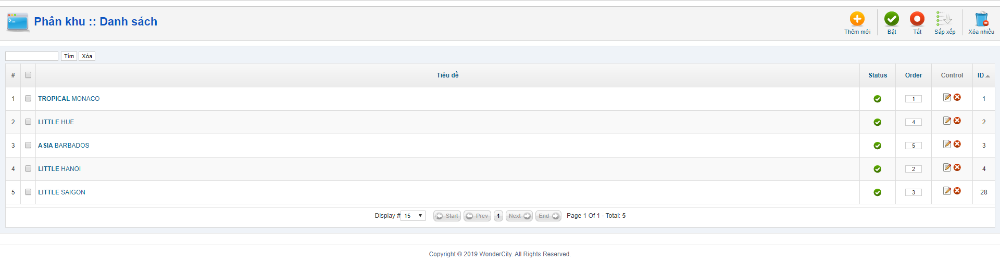 Phân khu :: Danh sách
Thêm mới Bật Tắt Sắp xếp Xóa nhiều
Tìm Xóa
# Tiêu đề Status Order Control ID
1 TROPICAL MONACO 1 1
2 LITTLE HUE 4 2
3 ASIA BARBADOS 5 3
4 LITTLE HANOI 2 4
5 LITTLE SAIGON 3 28
Display # 15 Start Prev 1 Next End Page 1 Of 1 - Total: 5
Copyright © 2019 WonderCity. All Rights Reserved.